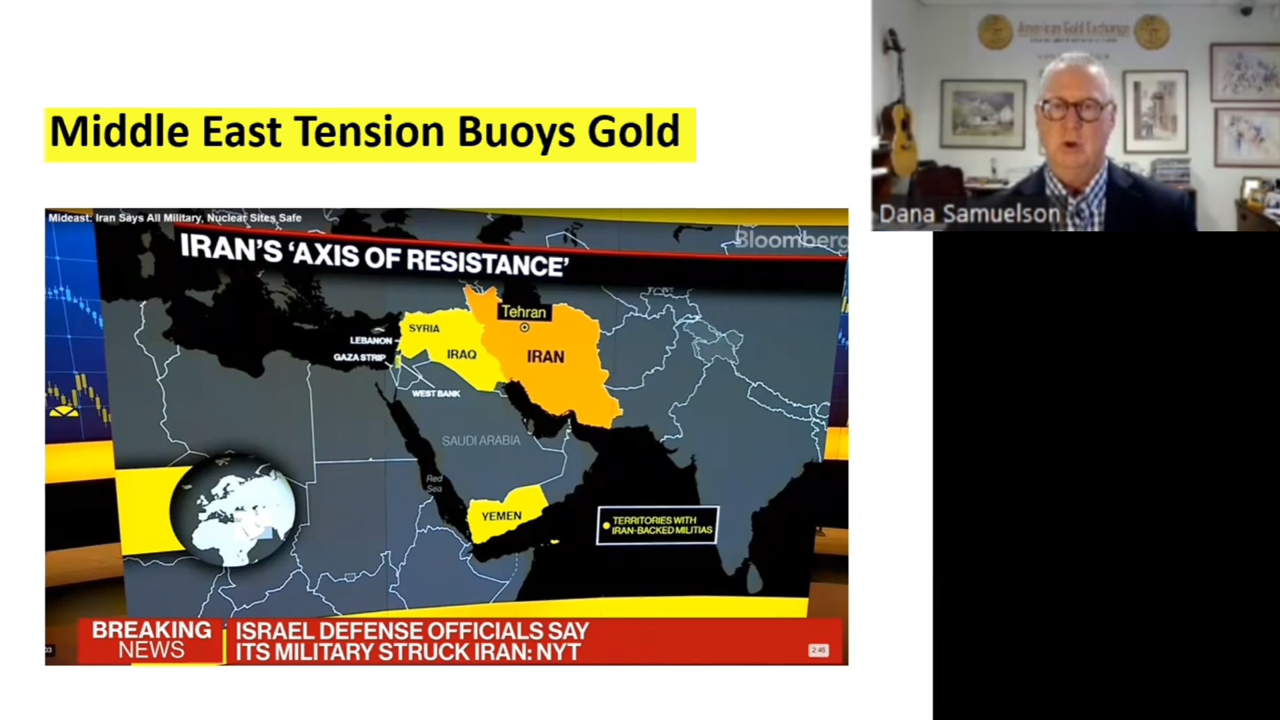 Middle East Tension Buoys Gold
American Gold Exchange
Dana Samuelson
Mideast: Iran Says All Military, Nuclear Sites Safe
Bloomberg
IRAN'S 'AXIS OF RESISTANCE'
Tehran
SYRIA
LEBANON
IRAQ
IRAN
GAZA STRIP
WEST BANK
SAUDI ARABIA
Red
Sea
YEMEN
TERRITORIES WITH
IRAN-BACKED MILITIAS
BREAKING
NEWS
ISRAEL DEFENSE OFFICIALS SAY
ITS MILITARY STRUCK IRAN: NYT
2:46